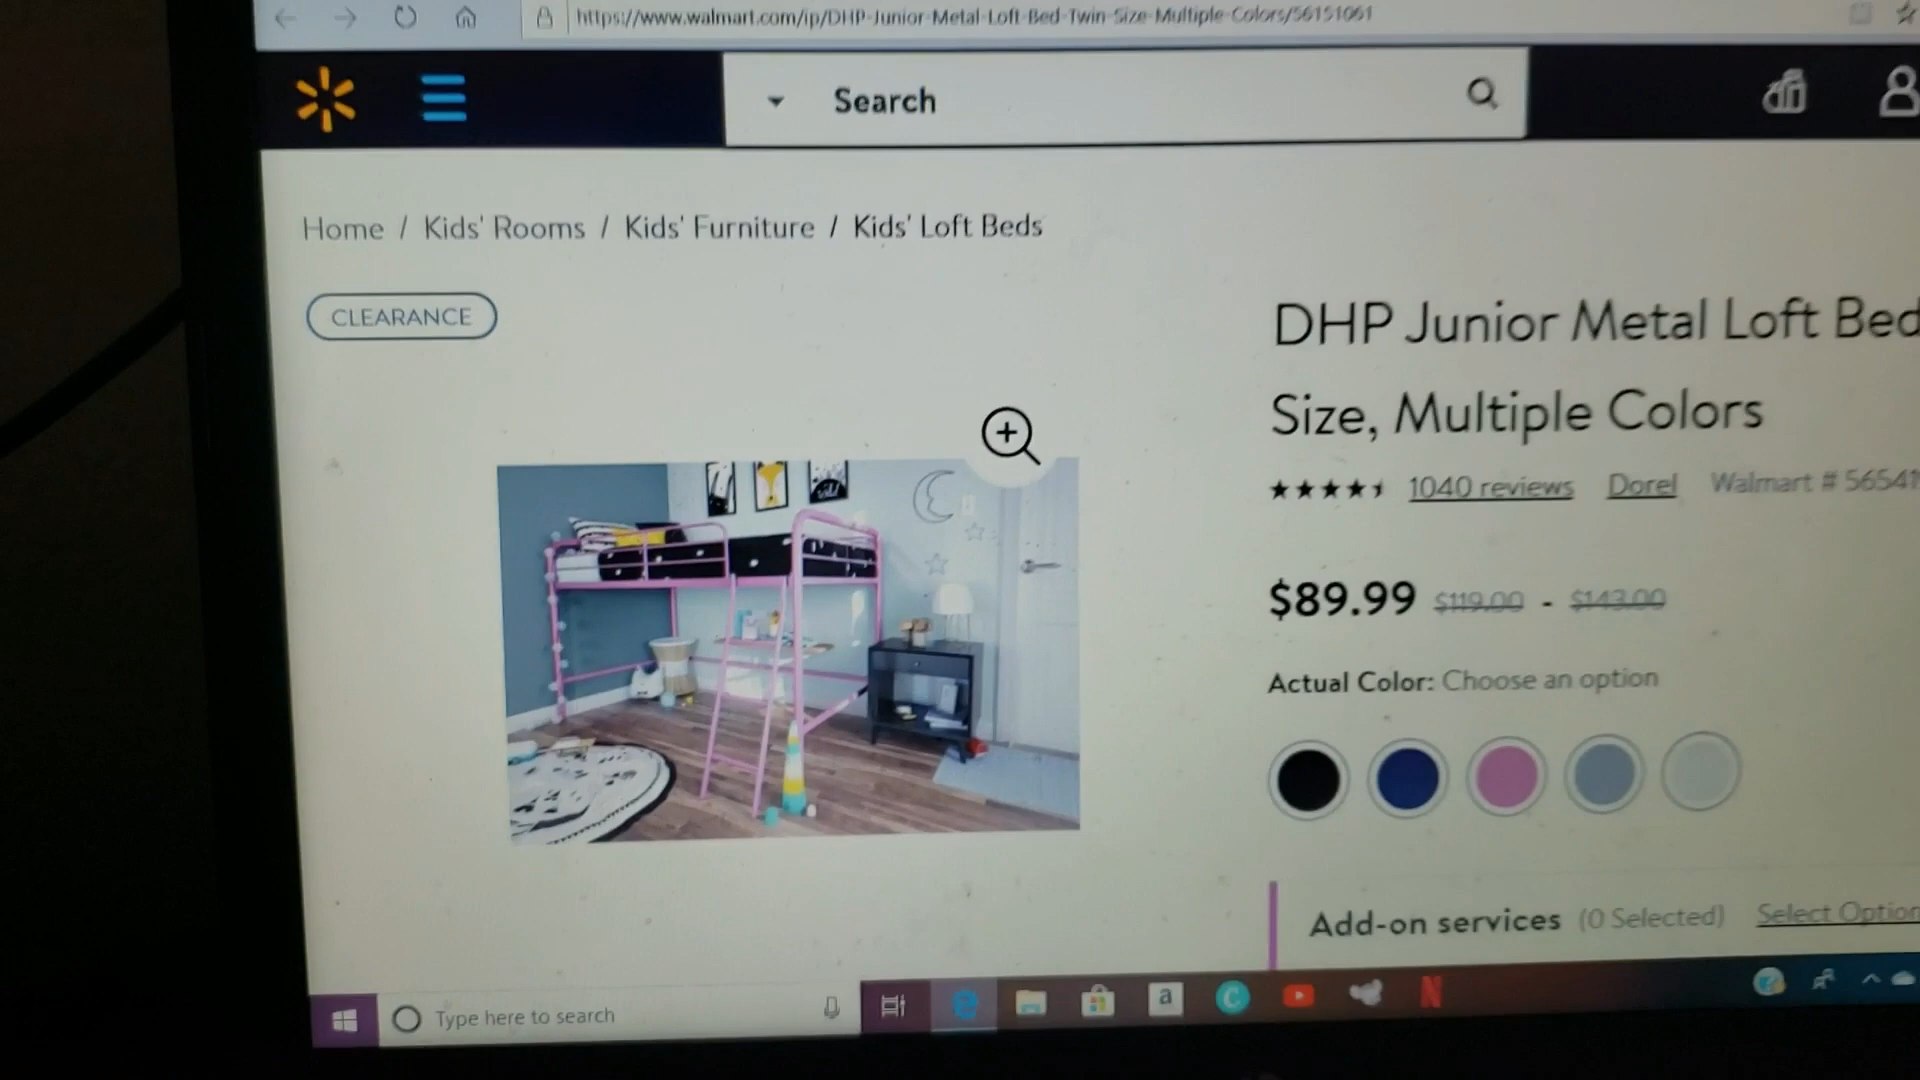 https://www.walmart.com/ip/DHP-Junior-Metal-Loft-Bed-Twin-Size-Multiple-Colors/56151061
Search
Home / Kids' Rooms / Kids' Furniture / Kids' Loft Beds
CLEARANCE
DHP Junior Metal Loft Bed
Size, Multiple Colors
1040 reviews Dorel Walmart #
$89.99 $119.00 - $143.00
Actual Color: Choose an option
Add-on services (0 Selected) Select Option
Type here to search
a
C
N